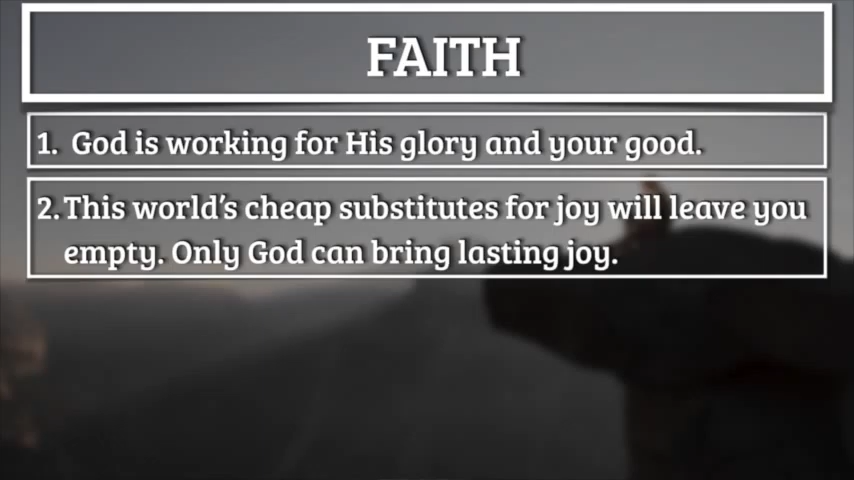 FAITH
1. God is working for His glory and your good.
2. This world's cheap substitutes for joy will leave you
empty. Only God can bring lasting joy.